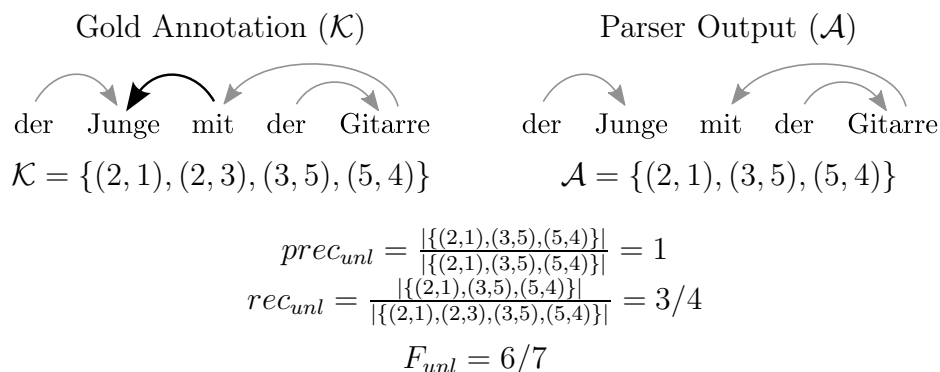 Gold Annotation (𝒦) Parser Output (𝒜)
der Junge mit der Gitarre der Junge mit der Gitarre
𝒦 = {(2, 1), (2, 3), (3, 5), (5, 4)} 𝒜 = {(2, 1), (3, 5), (5, 4)}
prec_unl = |{(2,1),(3,5),(5,4)}| / |{(2,1),(3,5),(5,4)}| = 1
rec_unl = |{(2,1),(3,5),(5,4)}| / |{(2,1),(2,3),(3,5),(5,4)}| = 3/4
F_unl = 6/7